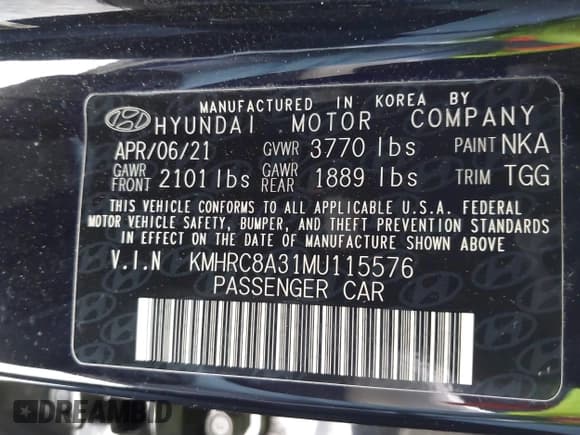 MANUFACTURED IN KOREA BY
HYUNDAI MOTOR COMPANY
APR/06/21 GVWR 3770 lbs PAINT NKA
GAWR FRONT 2101 lbs GAWR REAR 1889 lbs TRIM TGG
THIS VEHICLE CONFORMS TO ALL APPLICABLE U.S.A. FEDERAL
MOTOR VEHICLE SAFETY, BUMPER, AND THEFT PREVENTION STANDARDS
IN EFFECT ON THE DATE OF MANUFACTURE SHOWN ABOVE
V.I.N KMHRC8A31MU115576
PASSENGER CAR
DREAMBID